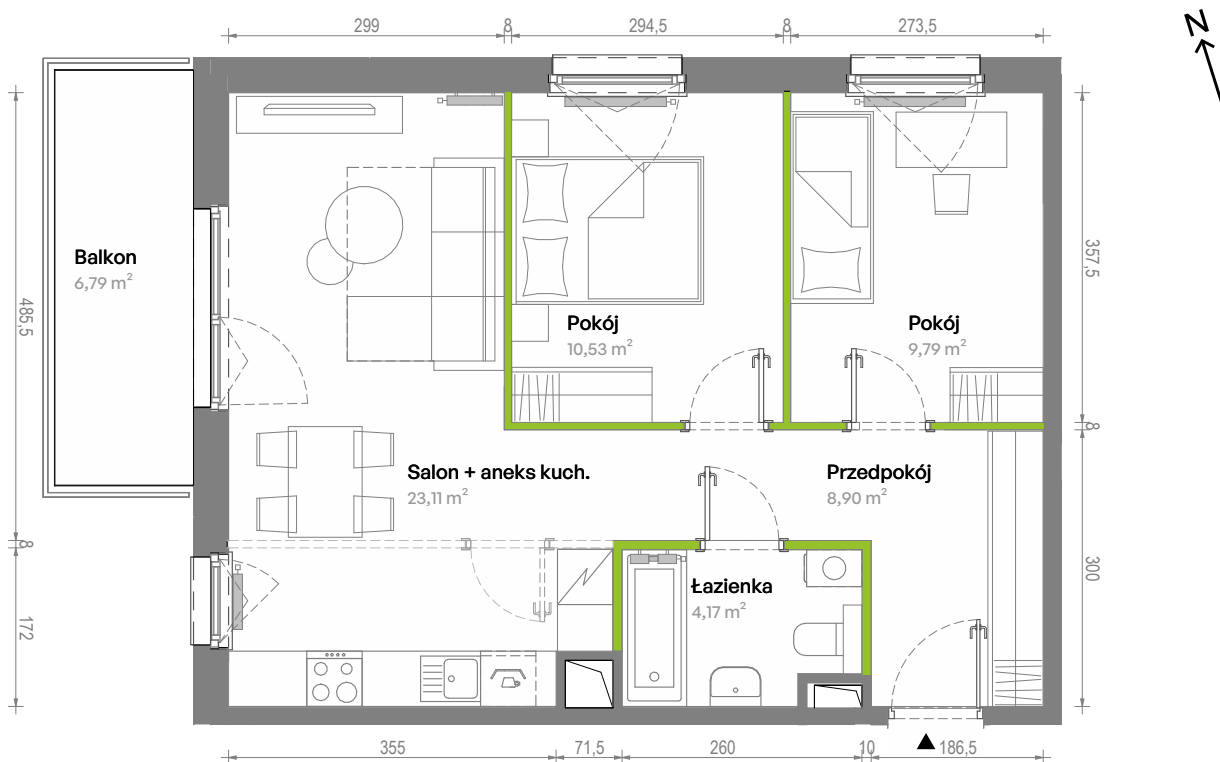 299
8
294,5
8
273,5
N
Balkon
6,79 m²
485,5
8
172
Pokój
10,53 m²
Pokój
9,79 m²
357,5
8
300
Salon + aneks kuch.
23,11 m²
Przedpokój
8,90 m²
Łazienka
4,17 m²
355
71,5
260
10
186,5